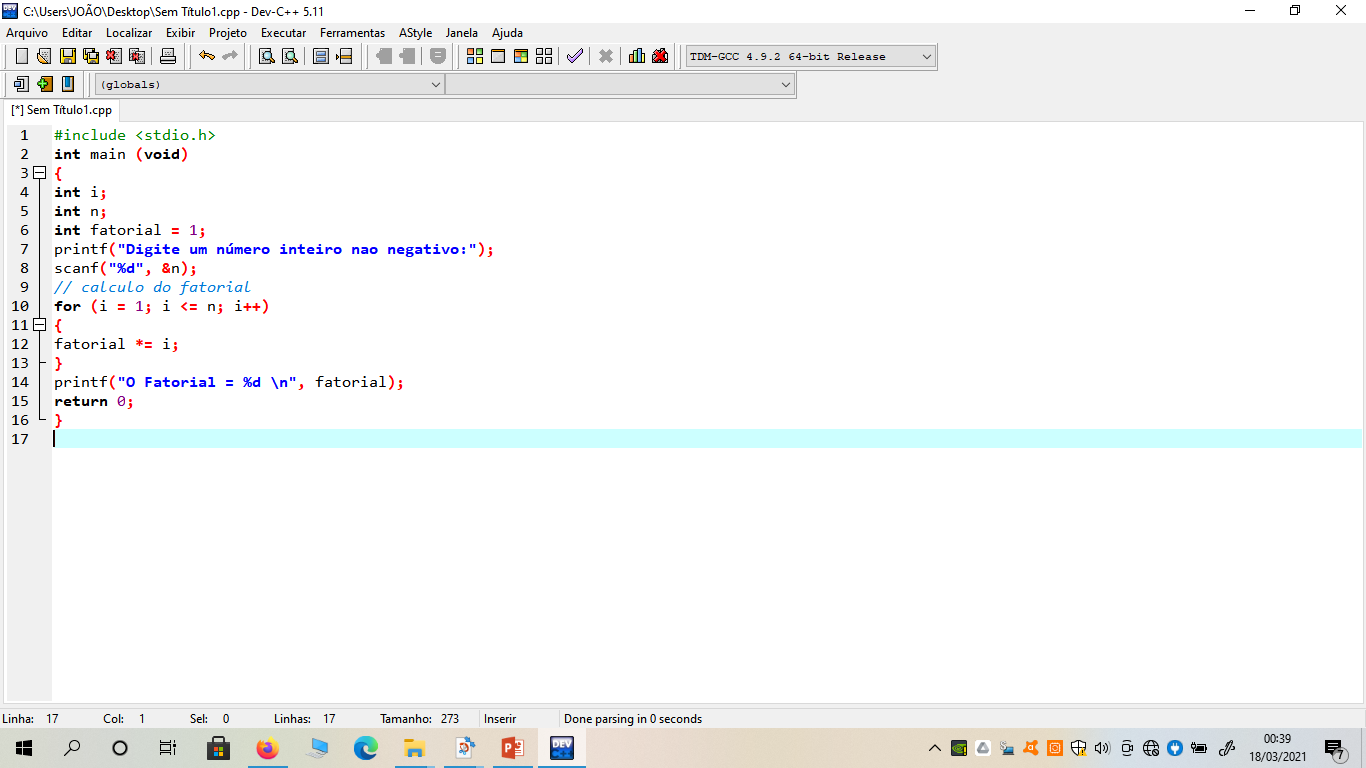 C:\Users\JOÃO\Desktop\Sem Título1.cpp - Dev-C++ 5.11
Arquivo Editar Localizar Exibir Projeto Executar Ferramentas AStyle Janela Ajuda
TDM-GCC 4.9.2 64-bit Release
(globals)
[*] Sem Título1.cpp
1 #include <stdio.h>
2 int main (void)
3 {
4 int i;
5 int n;
6 int fatorial = 1;
7 printf("Digite um número inteiro nao negativo:");
8 scanf("%d", &n);
9 // calculo do fatorial
10 for (i = 1; i <= n; i++)
11 {
12 fatorial *= i;
13 }
14 printf("O Fatorial = %d \n", fatorial);
15 return 0;
16 }
17
Linha: 17 Col: 1 Sel: 0 Linhas: 17 Tamanho: 273 Inserir Done parsing in 0 seconds
DEV
00:39
18/03/2021
7